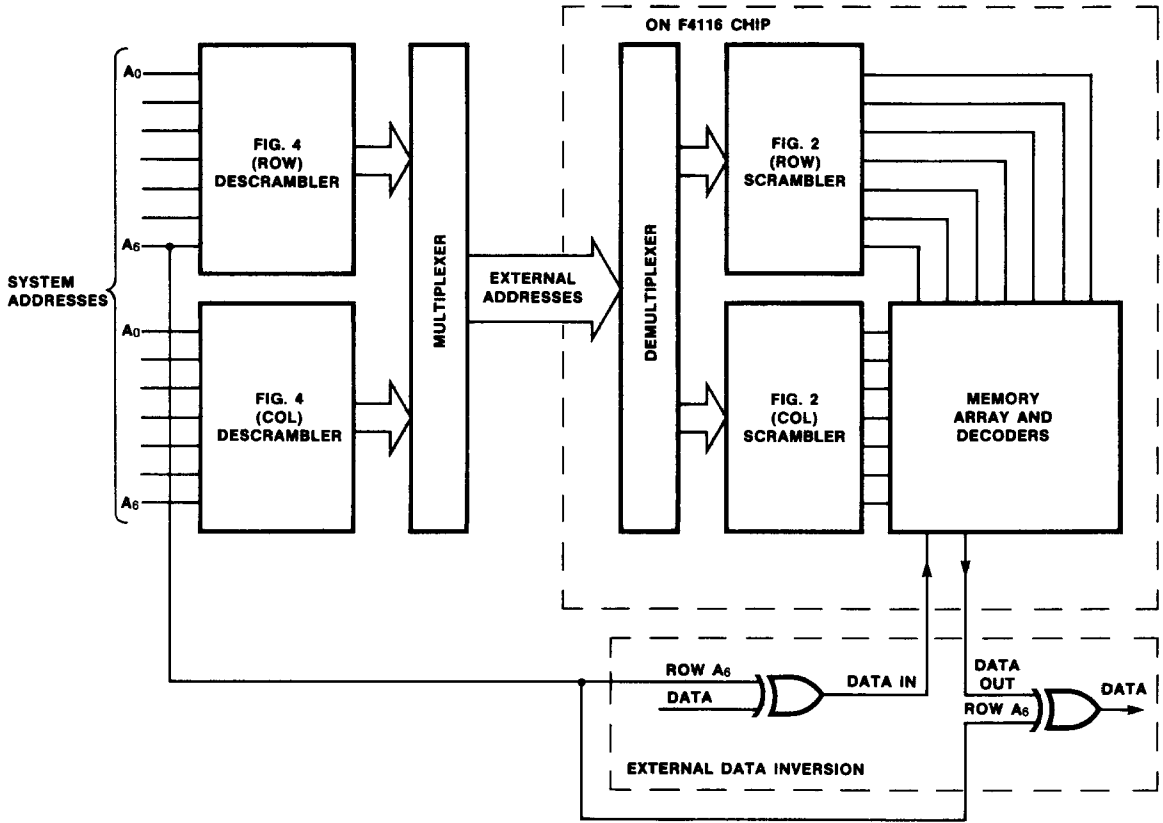 ON F4116 CHIP
SYSTEM
ADDRESSES
A0
A6
A0
A6
FIG. 4
(ROW)
DESCRAMBLER
FIG. 4
(COL)
DESCRAMBLER
MULTIPLEXER
EXTERNAL
ADDRESSES
DEMULTIPLEXER
FIG. 2
(ROW)
SCRAMBLER
FIG. 2
(COL)
SCRAMBLER
MEMORY
ARRAY AND
DECODERS
ROW A6
DATA
DATA IN
DATA
OUT
ROW A6
DATA
EXTERNAL DATA INVERSION